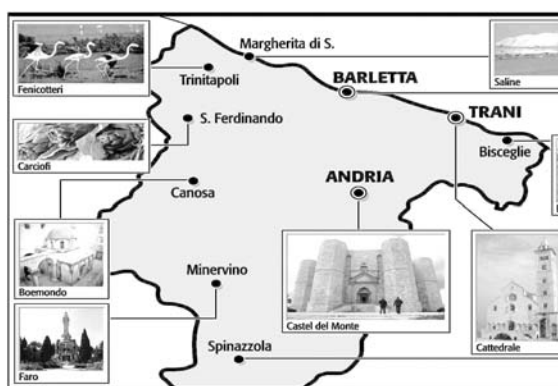 Margherita di S.
Saline
Fenicotteri
Trinitapoli
BARLETTA
TRANI
S. Ferdinando
Bisceglie
Carciofi
ANDRIA
Canosa
Boemondo
Minervino
Castel del Monte
Cattedrale
Spinazzola
Faro